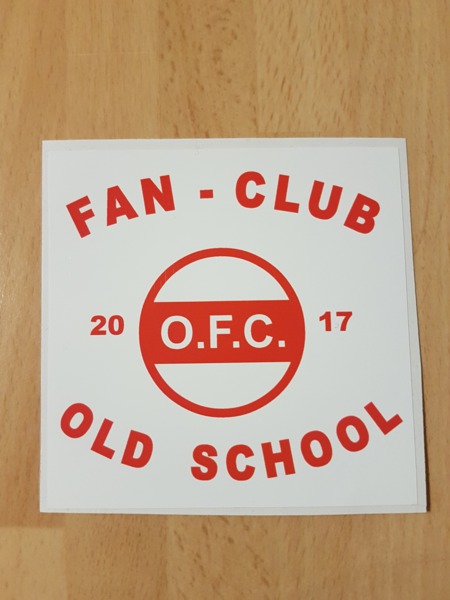 FAN - CLUB
20 O.F.C. 17
OLD SCHOOL